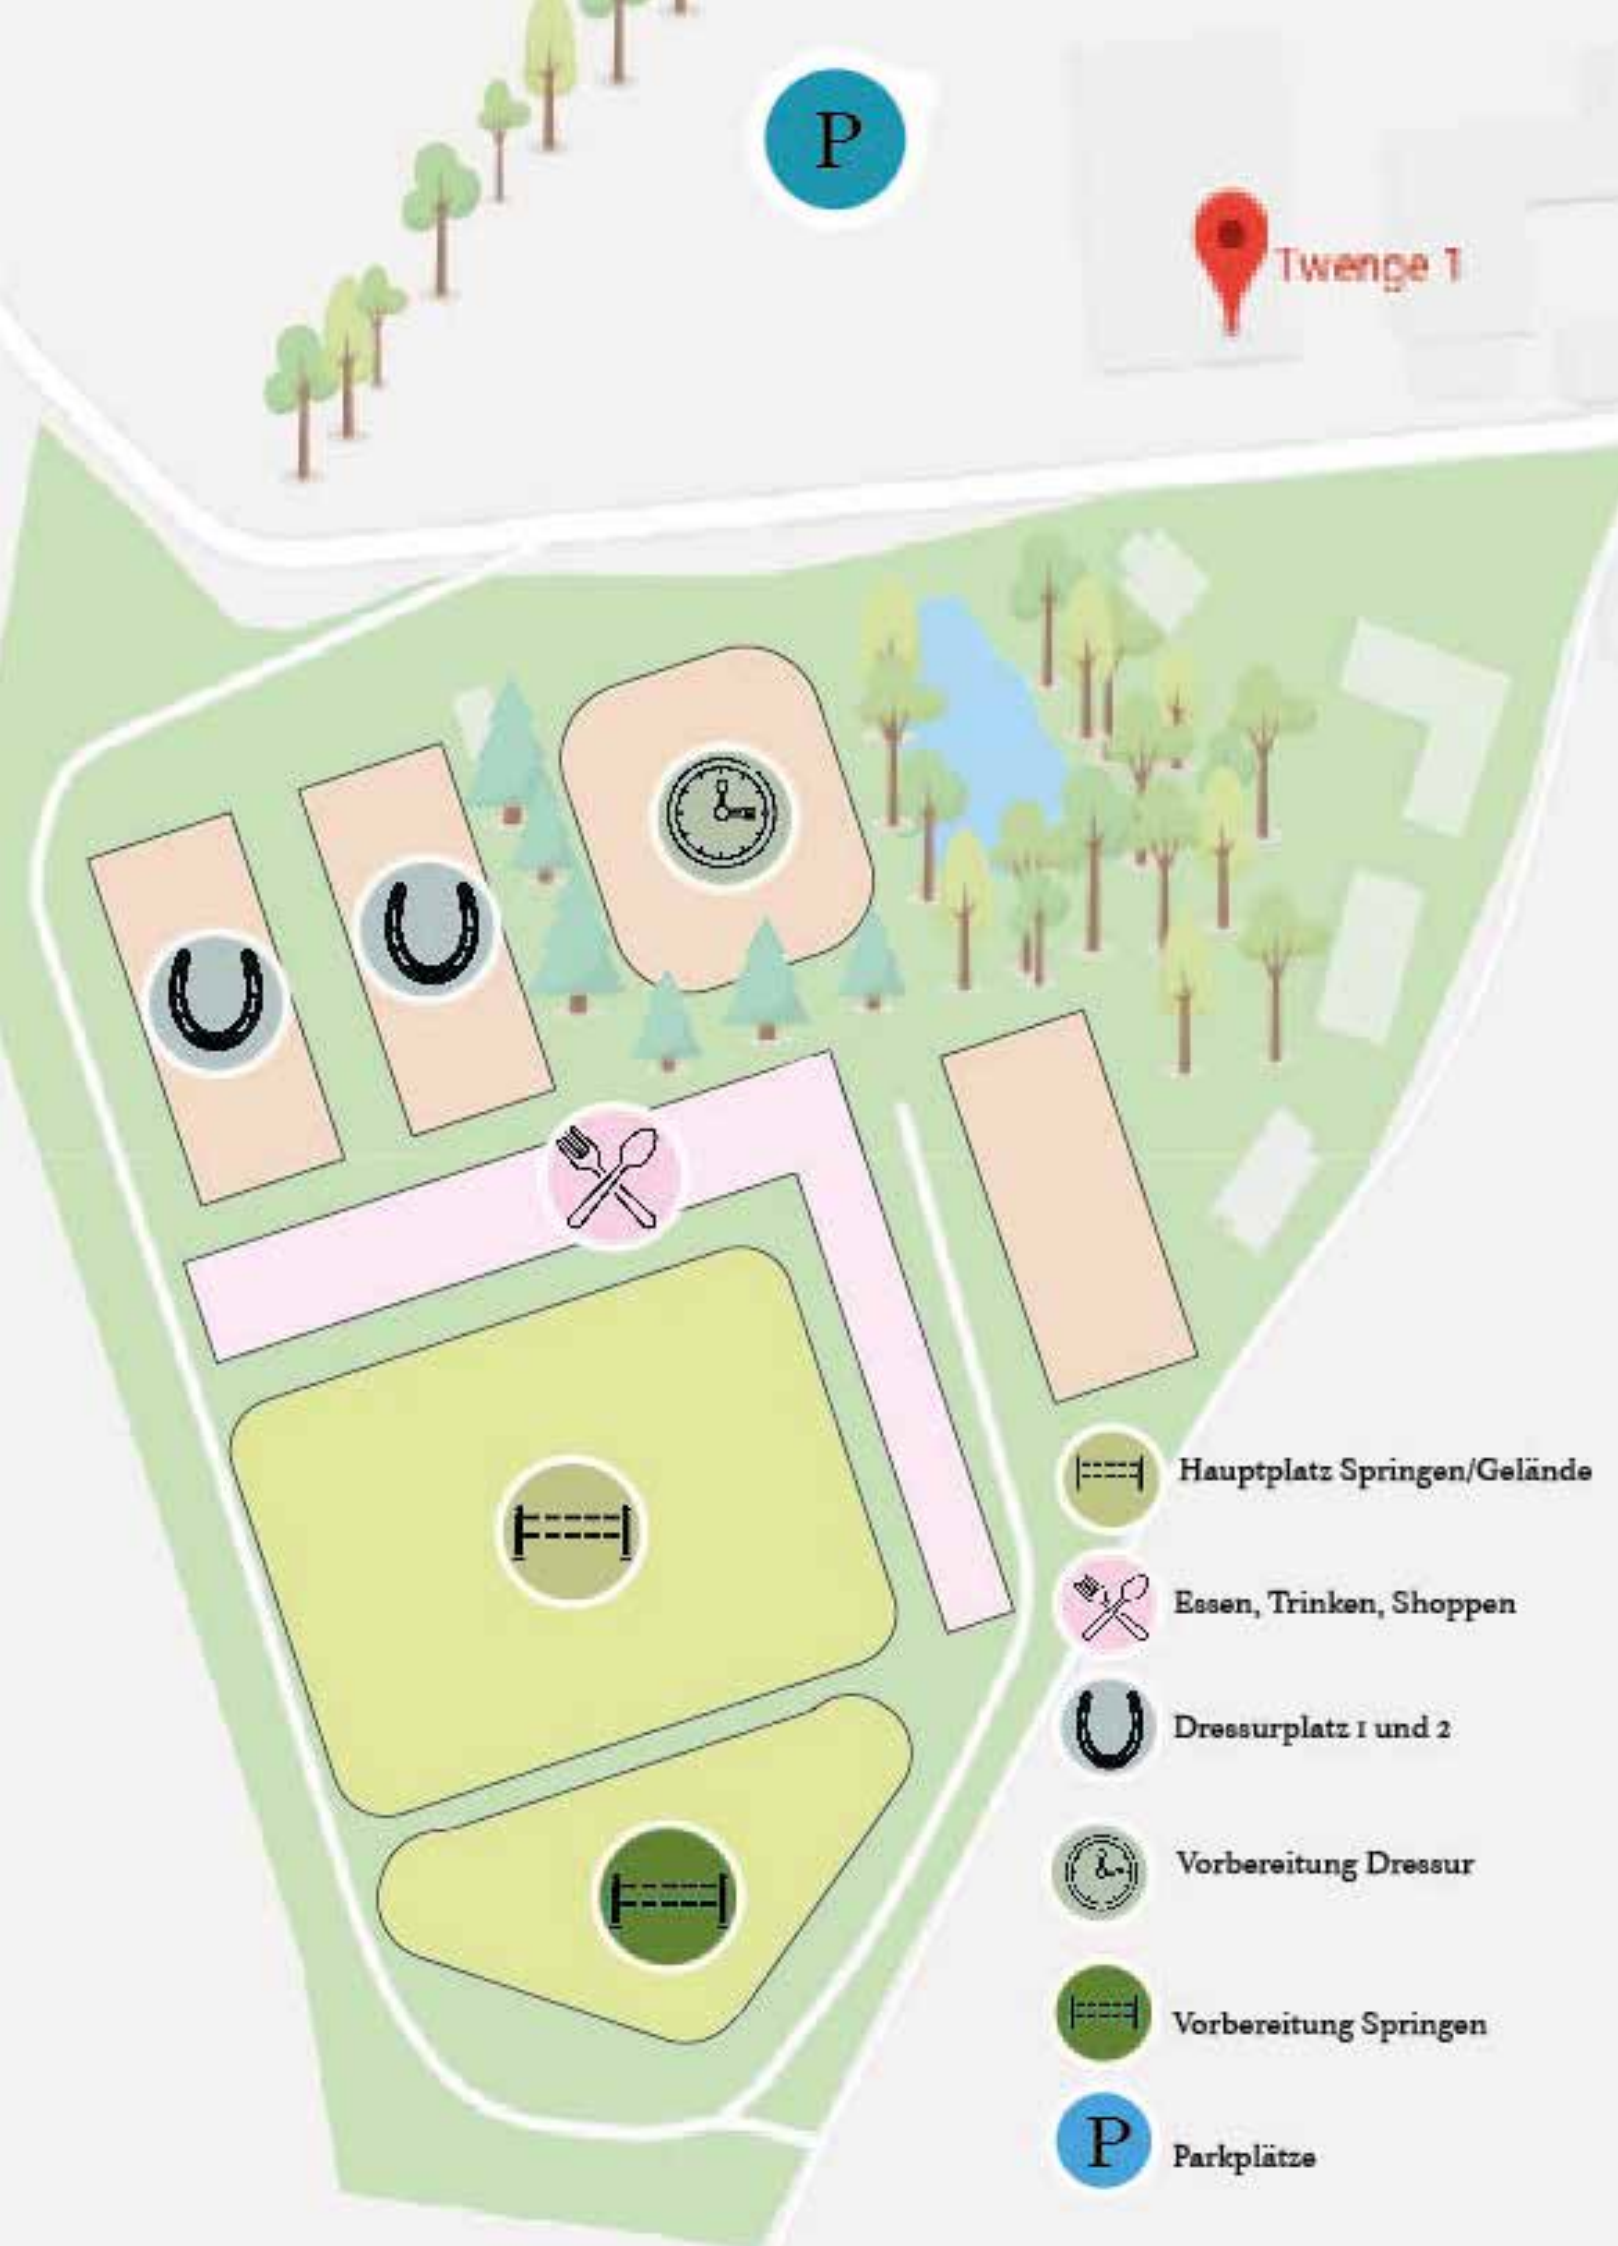 P
Twenge 1
Hauptplatz Springen/Gelände
Essen, Trinken, Shoppen
Dressurplatz 1 und 2
Vorbereitung Dressur
Vorbereitung Springen
P
Parkplätze